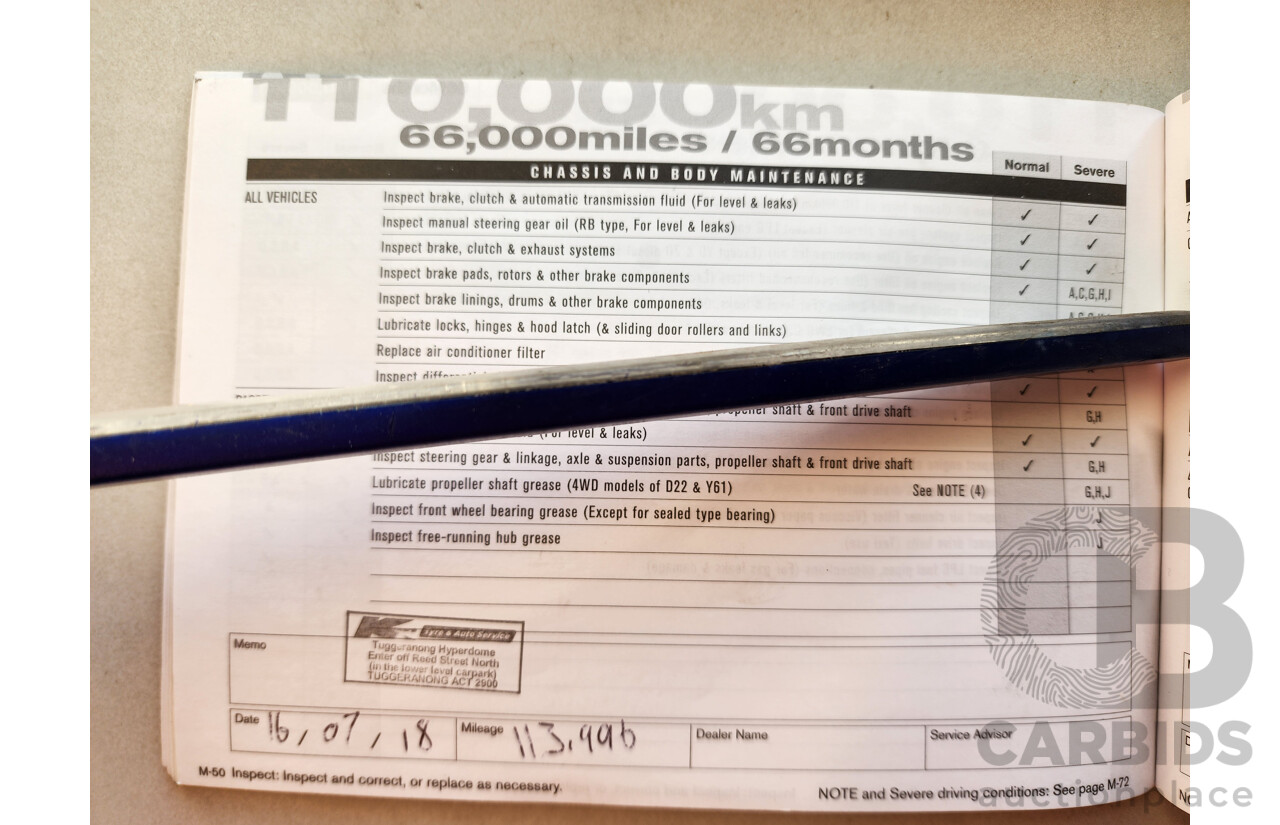 110,000km
66,000miles / 66months
CHASSIS AND BODY MAINTENANCE Normal Severe
ALL VEHICLES Inspect brake, clutch & automatic transmission fluid (For level & leaks) ✓ ✓
Inspect manual steering gear oil (RB type, For level & leaks) ✓ ✓
Inspect brake, clutch & exhaust systems ✓ ✓
Inspect brake pads, rotors & other brake components ✓ A,C,G,H,I
Inspect brake linings, drums & other brake components
Lubricate locks, hinges & hood latch (& sliding door rollers and links)
Replace air conditioner filter
Inspect ✓ ✓
propeller shaft & front drive shaft G,H
(For level & leaks) ✓ ✓
Inspect steering gear & linkage, axle & suspension parts, propeller shaft & front drive shaft ✓ G,H
Lubricate propeller shaft grease (4WD models of D22 & Y61) See NOTE (4) G,H,J
Inspect front wheel bearing grease (Except for sealed type bearing) J
Inspect free-running hub grease J
Memo
Tyre & Auto Service
Tuggeranong Hyperdome
Enter off Reed Street North
(in the lower level carpark)
TUGGERANONG ACT 2900
Date 16, 07, 18 Mileage 113,996 Dealer Name Service Advisor
M-50 Inspect: Inspect and correct, or replace as necessary.
NOTE and Severe driving conditions: See page M-72
CARBIDS
auctionplace